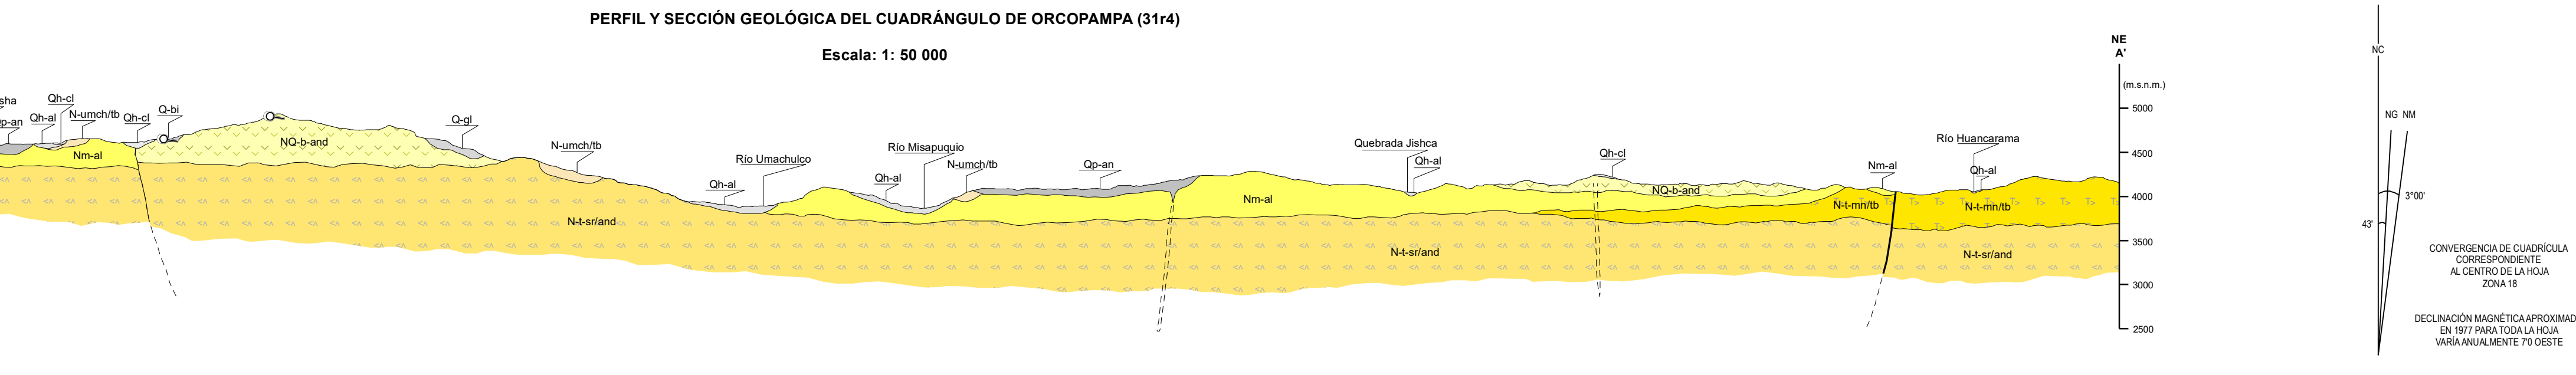 PERFIL Y SECCIÓN GEOLÓGICA DEL CUADRÁNGULO DE ORCOPAMPA (31r4)
Escala: 1: 50 000
NE
A'
(m.s.n.m.)
5000
4500
4000
3500
3000
2500
sha
p-an
Qh-al
Qh-cl
N-umch/tb
Qh-cl
Q-bi
Nm-al
NQ-b-and
Q-gl
N-umch/tb
N-t-sr/and
Qh-al
Río Umachulco
Qh-al
Río Misapuquio
N-umch/tb
Qp-an
Nm-al
Quebrada Jishca
Qh-al
N-t-sr/and
Qh-cl
NQ-b-and
Nm-al
N-t-mn/tb
Río Huancarama
Qh-al
N-t-mn/tb
N-t-sr/and
NC
NG NM
3°00'
43'
CONVERGENCIA DE CUADRÍCULA
CORRESPONDIENTE
AL CENTRO DE LA HOJA
ZONA 18
DECLINACIÓN MAGNÉTICA APROXIMAD
EN 1977 PARA TODA LA HOJA
VARÍA ANUALMENTE 7'0 OESTE